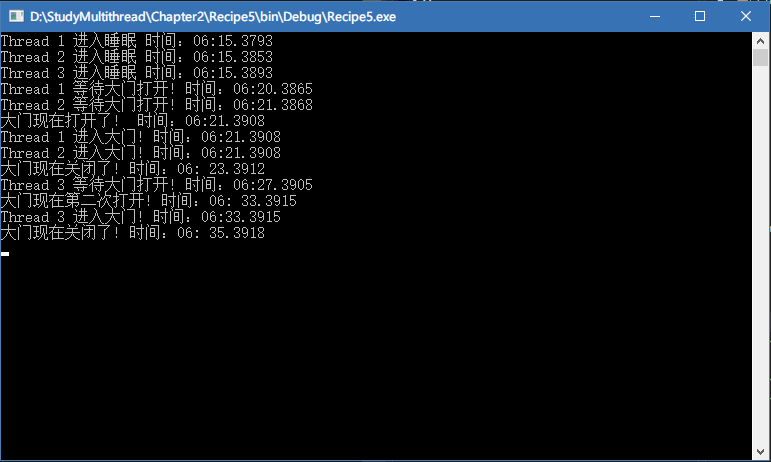 D:\StudyMultithread\Chapter2\Recipe5\bin\Debug\Recipe5.exe
Thread 1 进入睡眠 时间：06:15.3793
Thread 2 进入睡眠 时间：06:15.3853
Thread 3 进入睡眠 时间：06:15.3893
Thread 1 等待大门打开! 时间：06:20.3865
Thread 2 等待大门打开! 时间：06:21.3868
大门现在打开了!  时间：06:21.3908
Thread 1 进入大门! 时间：06:21.3908
Thread 2 进入大门! 时间：06:21.3908
大门现在关闭了! 时间：06: 23.3912
Thread 3 等待大门打开! 时间：06:27.3905
大门现在第二次打开! 时间：06: 33.3915
Thread 3 进入大门! 时间：06:33.3915
大门现在关闭了! 时间：06: 35.3918